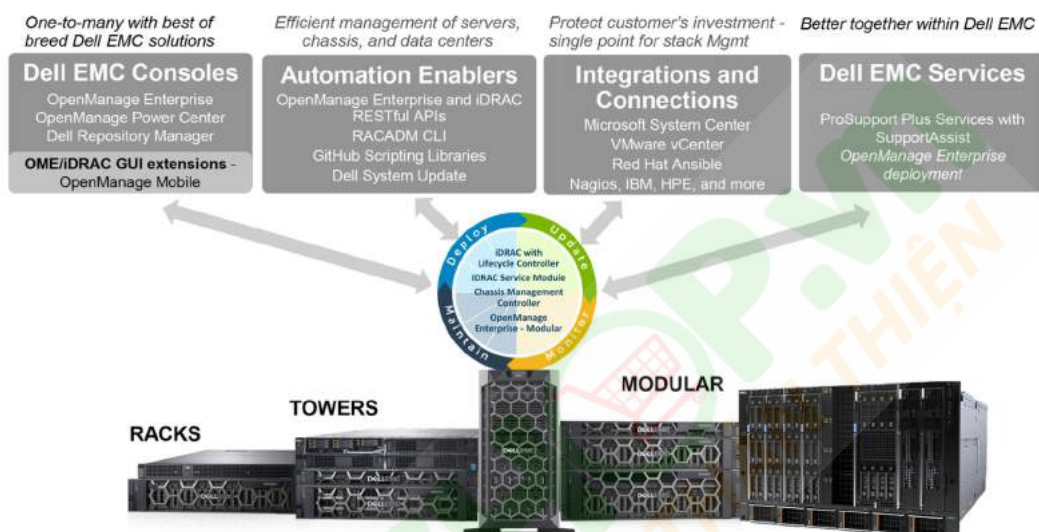 One-to-many with best of
breed Dell EMC solutions
Dell EMC Consoles
OpenManage Enterprise
OpenManage Power Center
Dell Repository Manager
OME/iDRAC GUI extensions -
OpenManage Mobile
Efficient management of servers,
chassis, and data centers
Automation Enablers
OpenManage Enterprise and iDRAC
RESTful APIs
RACADM CLI
GitHub Scripting Libraries
Dell System Update
Protect customer's investment -
single point for stack Mgmt
Integrations and
Connections
Microsoft System Center
VMware vCenter
Red Hat Ansible
Nagios, IBM, HPE, and more
Better together within Dell EMC
Dell EMC Services
ProSupport Plus Services with
SupportAssist
OpenManage Enterprise
deployment
Deploy
Update
Maintain
Monitor
iDRAC with
Lifecycle Controller
iDRAC Service Module
Chassis Management
Controller
OpenManage
Enterprise - Modular
RACKS
TOWERS
MODULAR
DELLEMC
THIỆN